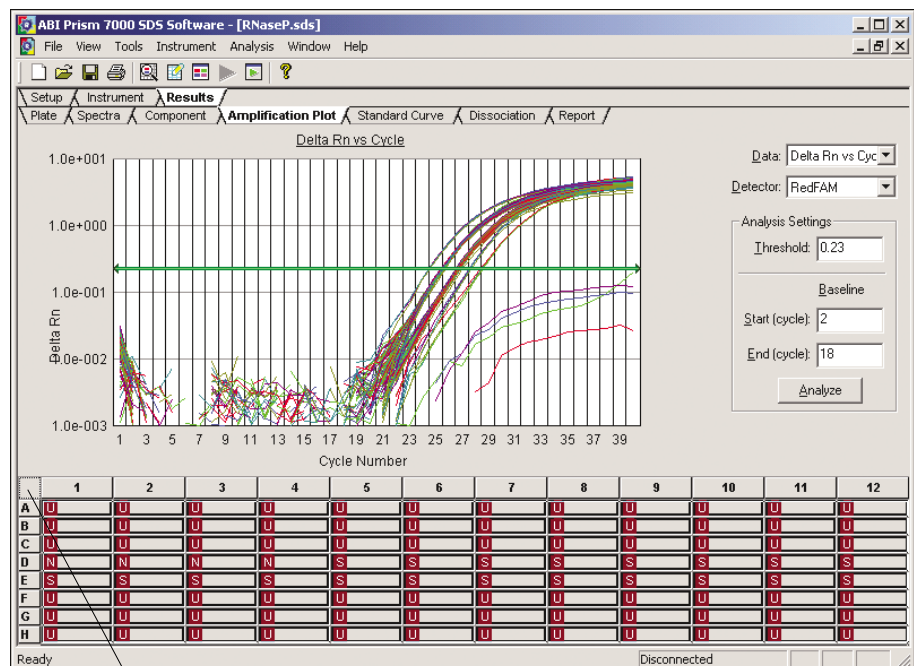 ABI Prism 7000 SDS Software - [RNaseP.sds]
File View Tools Instrument Analysis Window Help
Setup Instrument Results
Plate Spectra Component Amplification Plot Standard Curve Dissociation Report
Delta Rn vs Cycle
1.0e+001
1.0e+000
1.0e-001
1.0e-002
1.0e-003
Delta Rn
1 3 5 7 9 11 13 15 17 19 21 23 25 27 29 31 33 35 37 39
Cycle Number
Data: Delta Rn vs Cyc
Detector: RedFAM
Analysis Settings
Threshold: 0.23
Baseline
Start (cycle): 2
End (cycle): 18
Analyze
1 2 3 4 5 6 7 8 9 10 11 12
A U U U U U U U U U U U U
B U U U U U U U U U U U U
C U U U U U U U U U U U U
D N N N N S S S S S S S S
E S S S S S S S S S S S S
F U U U U U U U U U U U U
G U U U U U U U U U U U U
H U U U U U U U U U U U U
Ready Disconnected